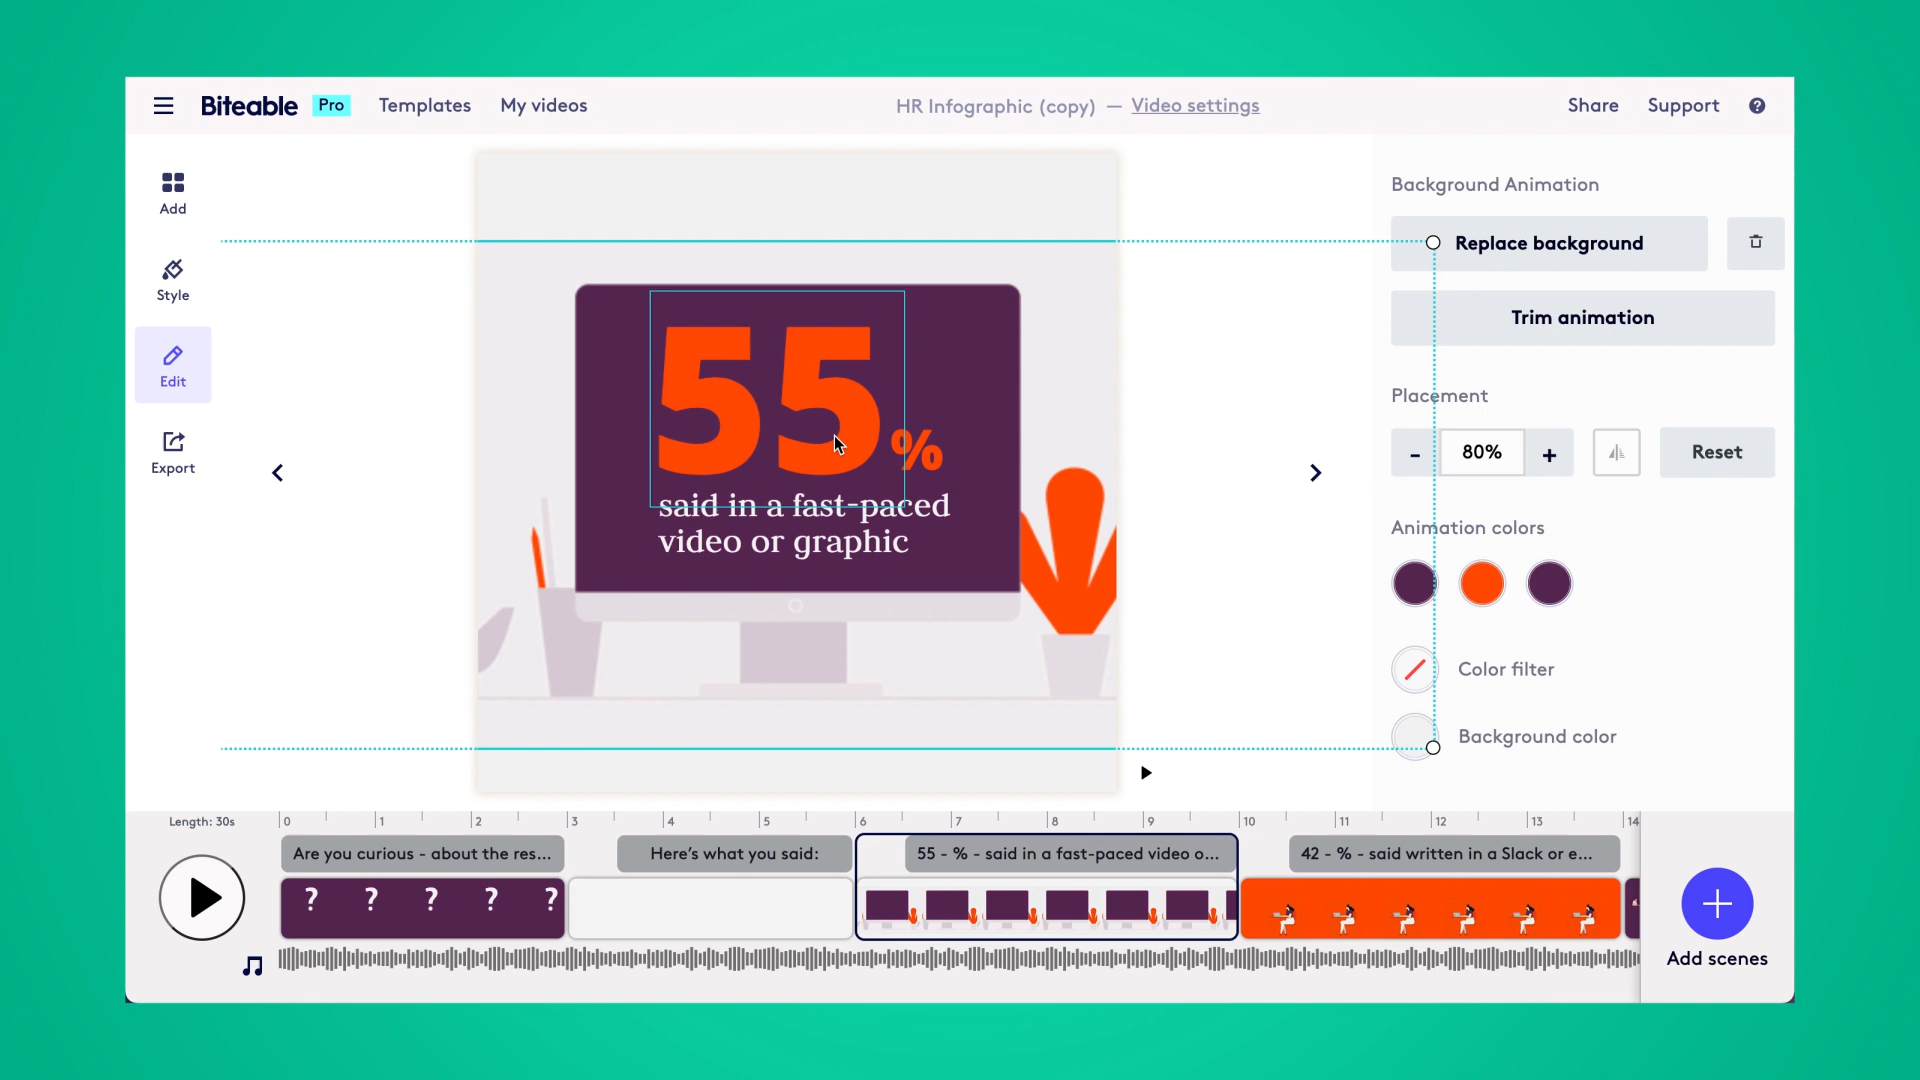 Biteable Pro Templates My videos HR Infographic (copy) — Video settings Share Support ?
Add
Style
Edit
Export
55%
said in a fast-paced
video or graphic
Background Animation
Replace background
Trim animation
Placement
- 80% + Reset
Animation colors
Color filter
Background color
Length: 30s 0 1 2 3 4 5 6 7 8 9 10 11 12 13 14
Are you curious - about the res... Here's what you said: 55 - % - said in a fast-paced video o... 42 - % - said written in a Slack or e...
? ? ? ? ?
Add scenes